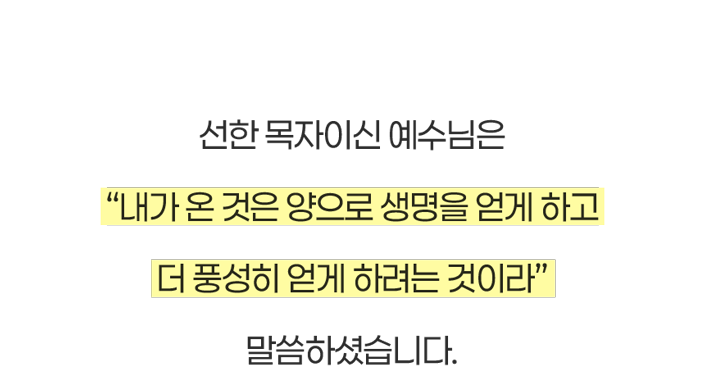 선한 목자이신 예수님은
“내가 온 것은 양으로 생명을 얻게 하고
더 풍성히 얻게 하려는 것이라”
말씀하셨습니다.